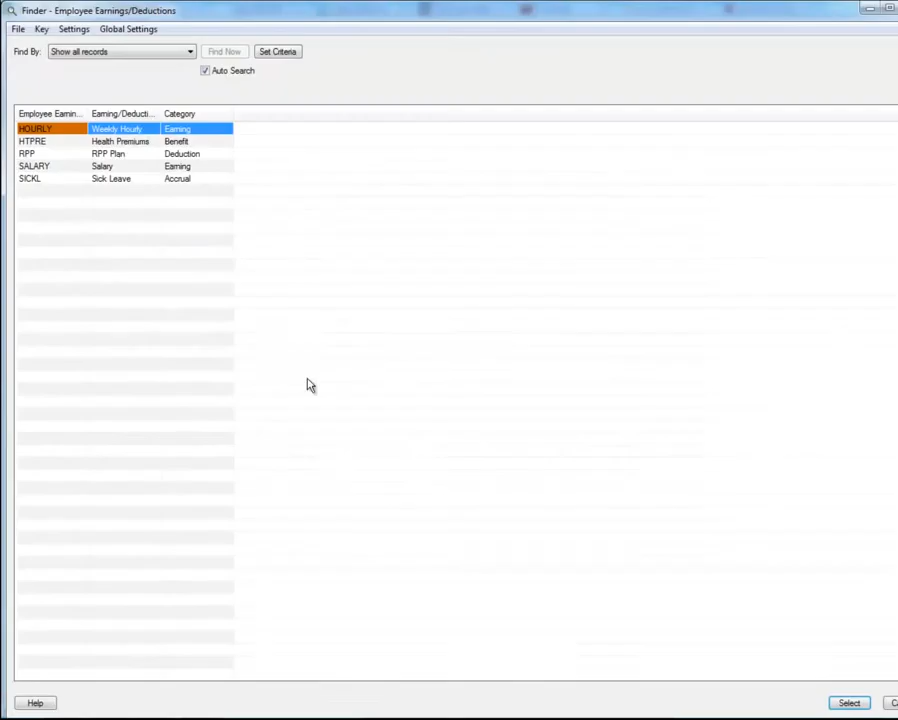 Finder - Employee Earnings/Deductions
File Key Settings Global Settings
Find By: Show all records Find Now Set Criteria
Auto Search
Employee Earnin... Earning/Deducti... Category
HOURLY Weekly Hourly Earning
HTPRE Health Premiums Benefit
RPP RPP Plan Deduction
SALARY Salary Earning
SICKL Sick Leave Accrual
Help Select